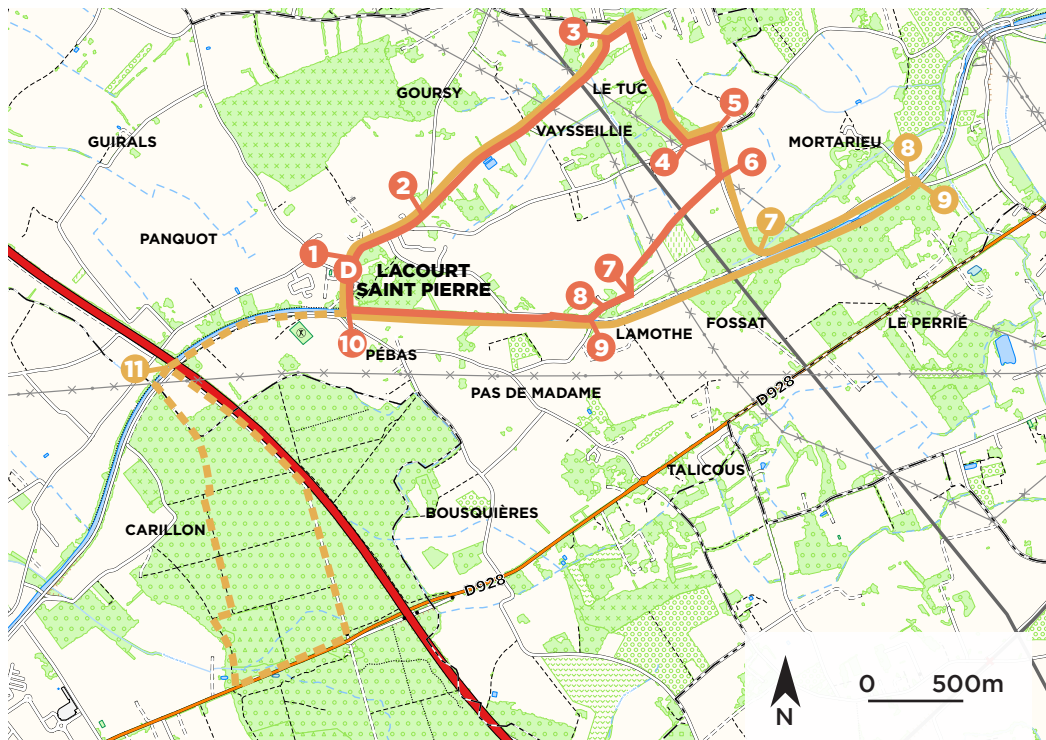 3
GOURSY
LE TUC
5
VAYSSEILLIE
GUIRALS
MORTARIEU
8
4
6
2
9
PANQUOT
7
1
D
LACOURT
SAINT PIERRE
7
8
LE PERRIÉ
FOSSAT
LAMOTHE
10
9
PÉBAS
11
PAS DE MADAME
D928
TALICOUS
BOUSQUIÈRES
CARILLON
D928
0 500m
N